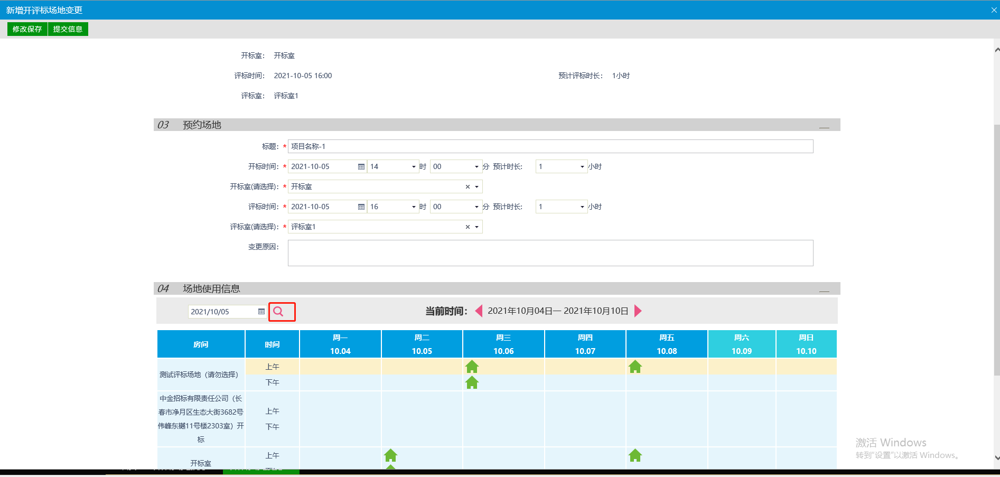 新增开评标场地变更
修改保存 提交信息
开标室： 开标室
评标时间： 2021-10-05 16:00 预计评标时长： 1小时
评标室： 评标室1
03 预约场地
标题： * 项目名称-1
开标时间： * 2021-10-05 14 时 00 分 预计时长: 1 小时
开标室(请选择)： * 开标室
评标时间： * 2021-10-05 16 时 00 分 预计时长: 1 小时
评标室(请选择)： * 评标室1
变更原因：
04 场地使用信息
2021/10/05 当前时间： 2021年10月04日— 2021年10月10日
房间 时间 周一 周二 周三 周四 周五 周六 周日
10.04 10.05 10.06 10.07 10.08 10.09 10.10
测试评标场地（请勿选择） 上午
下午
中金招标有限责任公司（长
春市净月区生态大街3682号
伟峰东樾11号楼2303室）开
标
上午
下午
开标室 上午
激活 Windows
转到"设置"以激活 Windows。